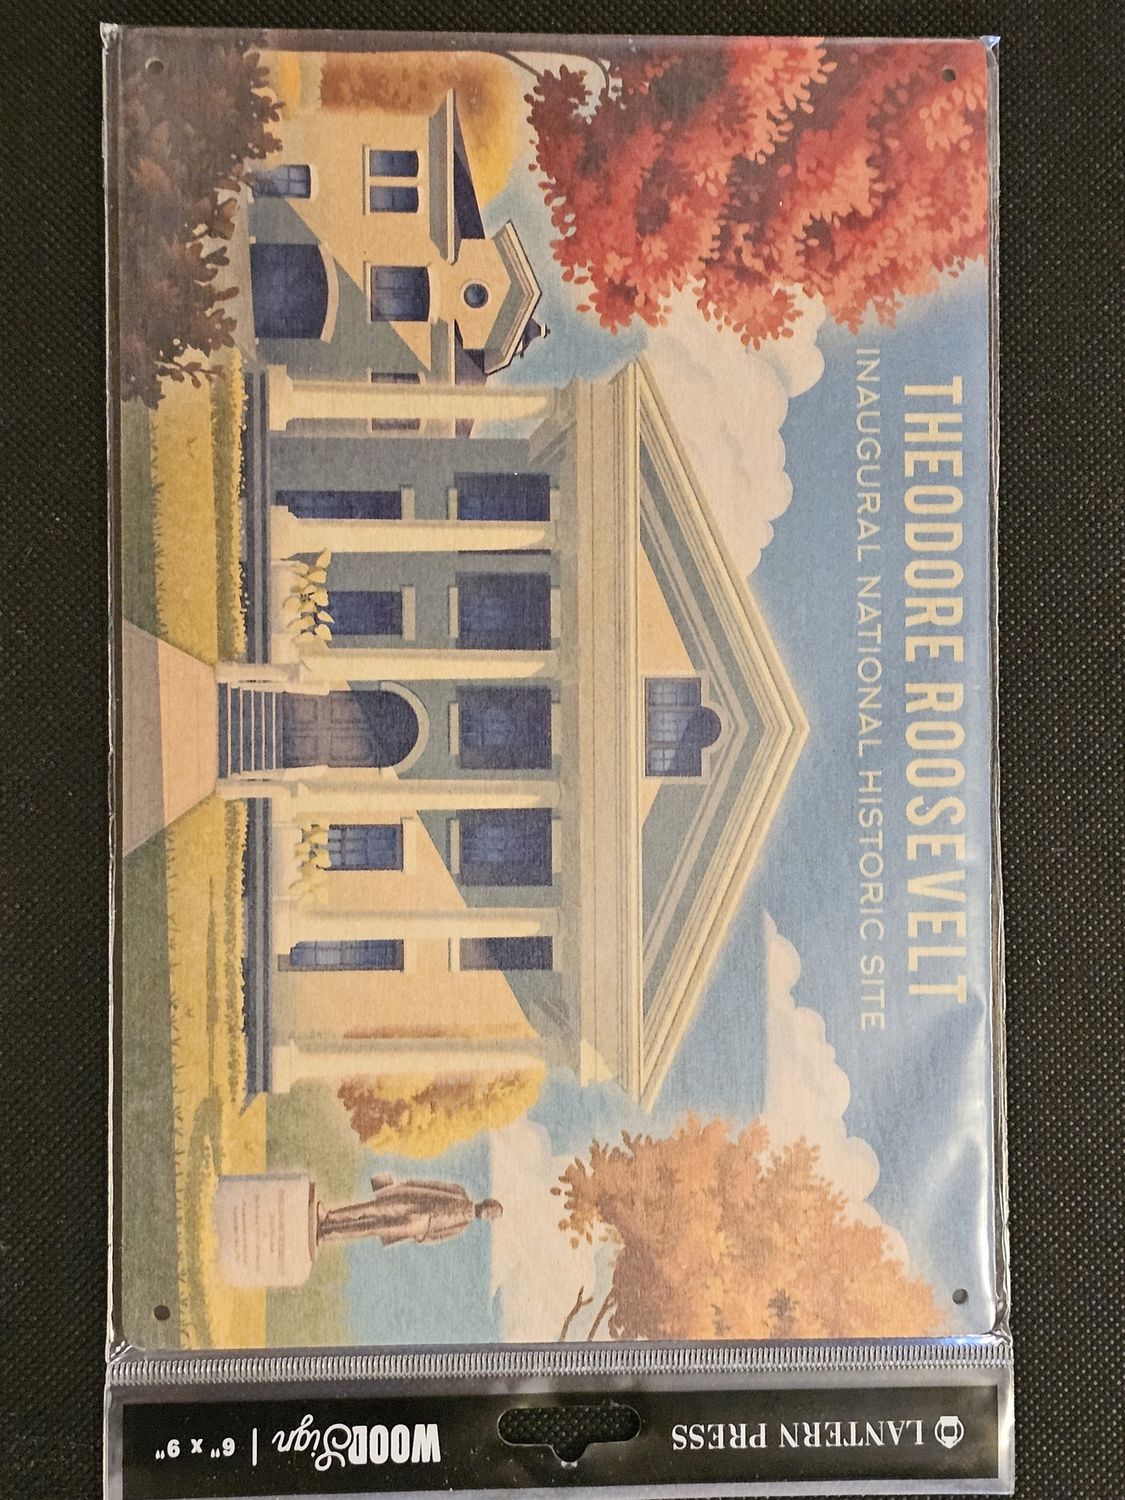 THEODORE ROOSEVELT
INAUGURAL NATIONAL HISTORIC SITE
LANTERN PRESS
WOOD Sign | 6" x 9"